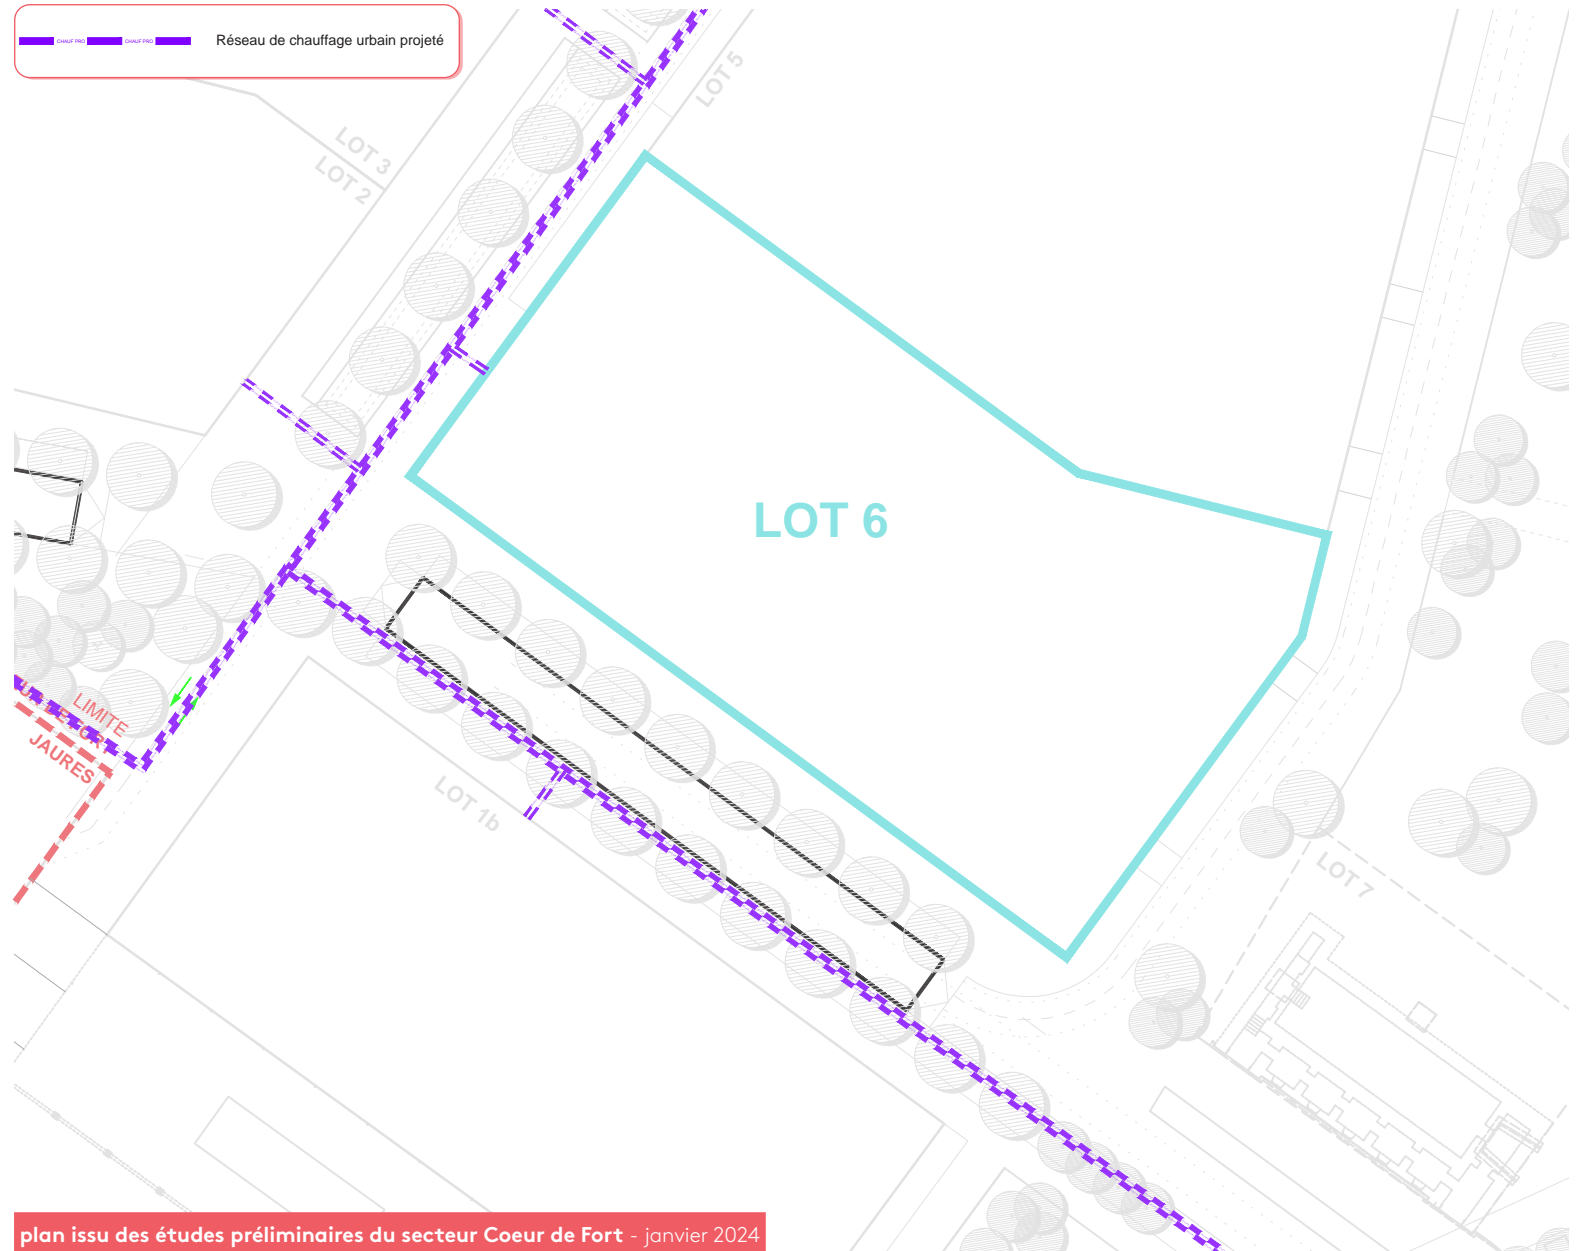 CHAUF PRO CHAUF PRO Réseau de chauffage urbain projeté
LOT 5
LOT 3
LOT 2
LOT 6
LIMITE
JAURES
LOT 1b
LOT 7
plan issu des études préliminaires du secteur Coeur de Fort - janvier 2024